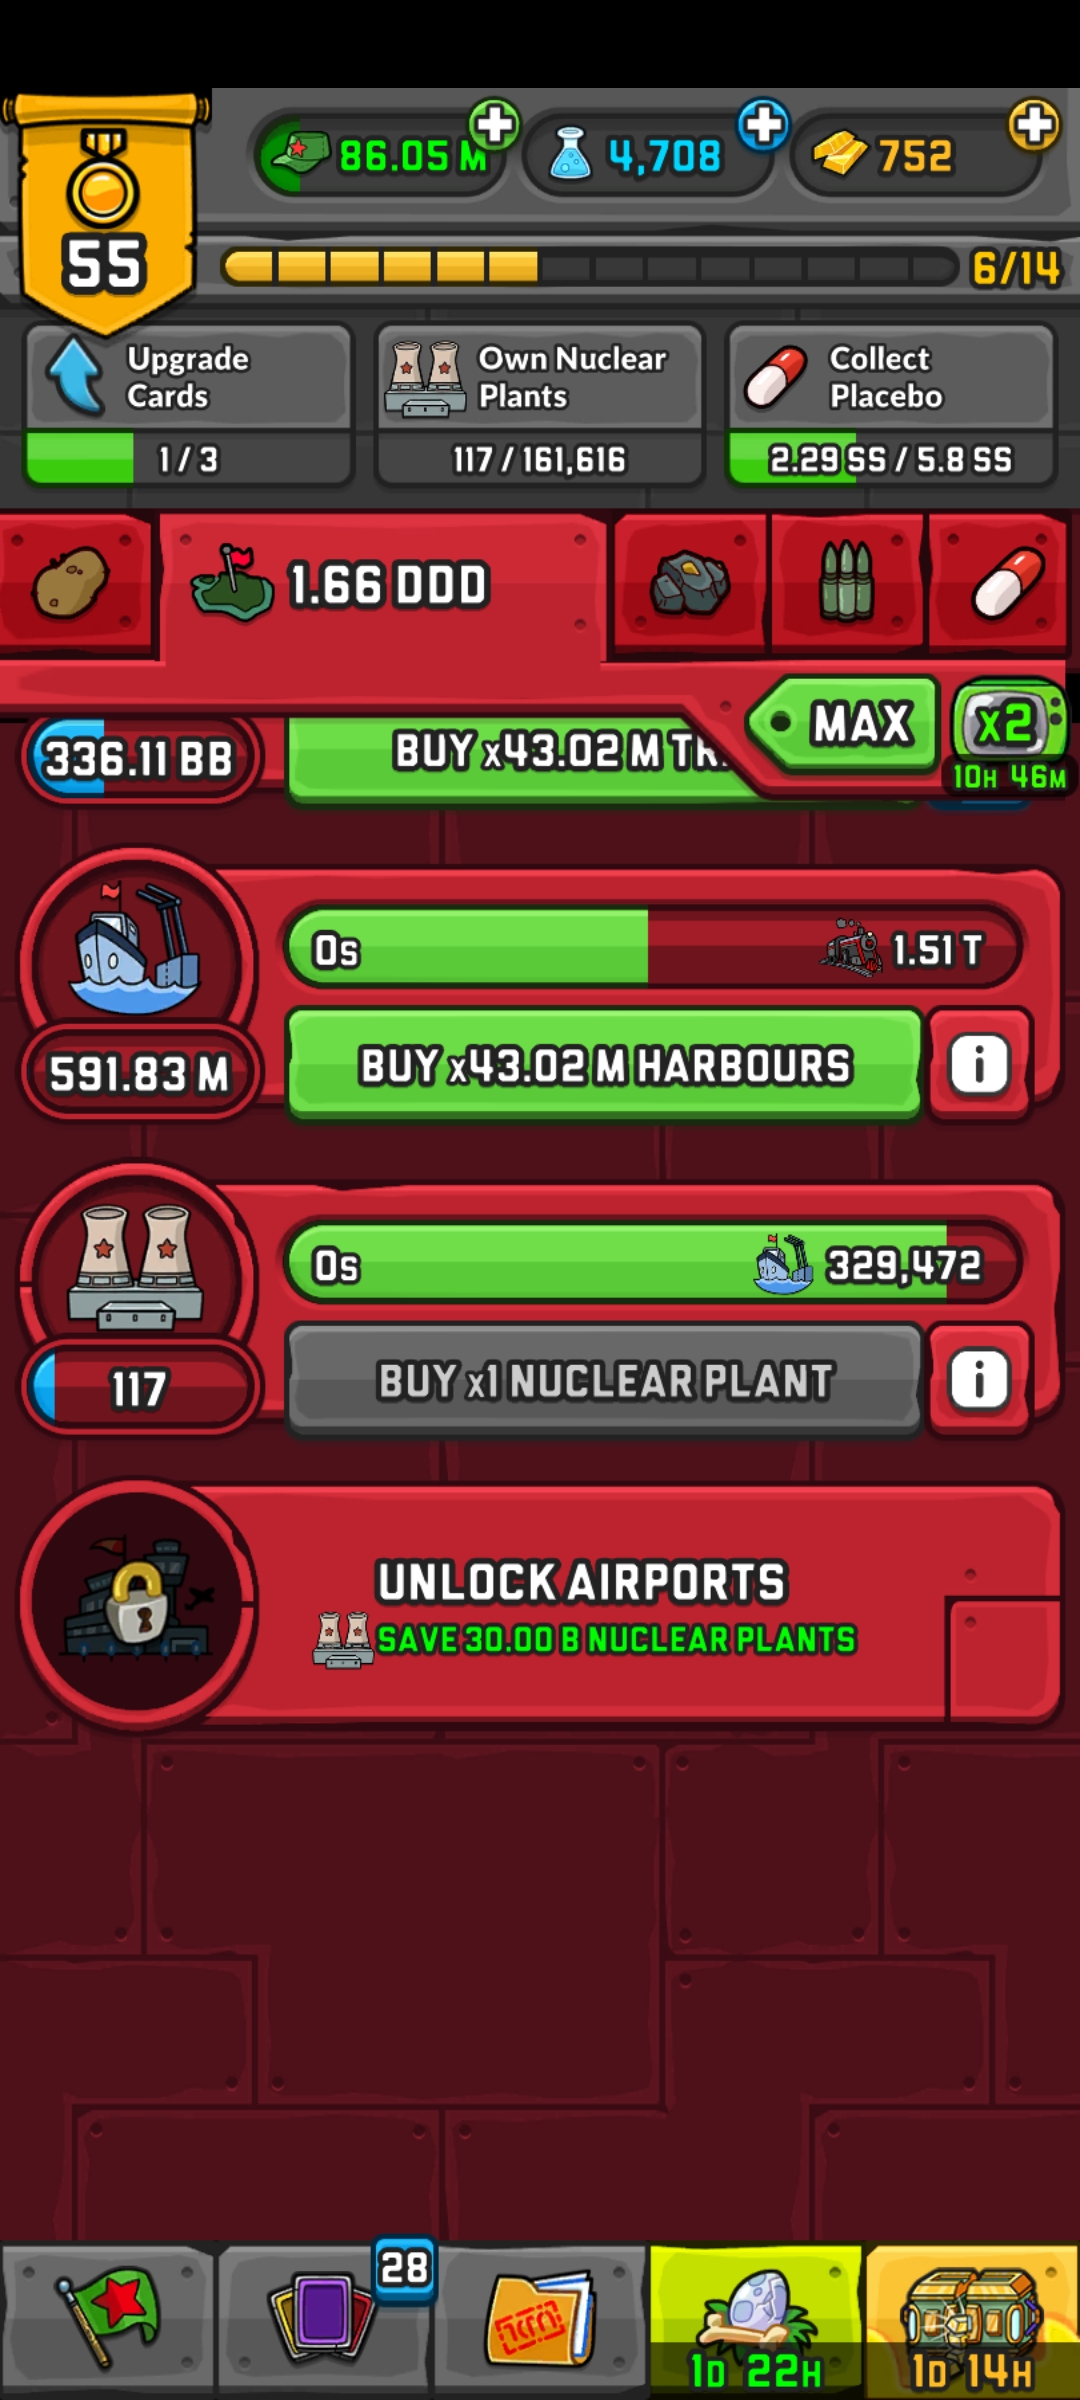 86.05 M
4,708
752
55
6/14
Upgrade
Cards
1 / 3
Own Nuclear
Plants
117 / 161,616
Collect
Placebo
2.29 SS / 5.8 SS
1.66 DDD
MAX
x2
10H 46M
336.11 BB
BUY x43.02 M TR
0s
1.51 T
591.83 M
BUY x43.02 M HARBOURS
i
0s
329,472
117
BUY x1 NUCLEAR PLANT
i
UNLOCK AIRPORTS
SAVE 30.00 B NUCLEAR PLANTS
28
1D 22H
1D 14H